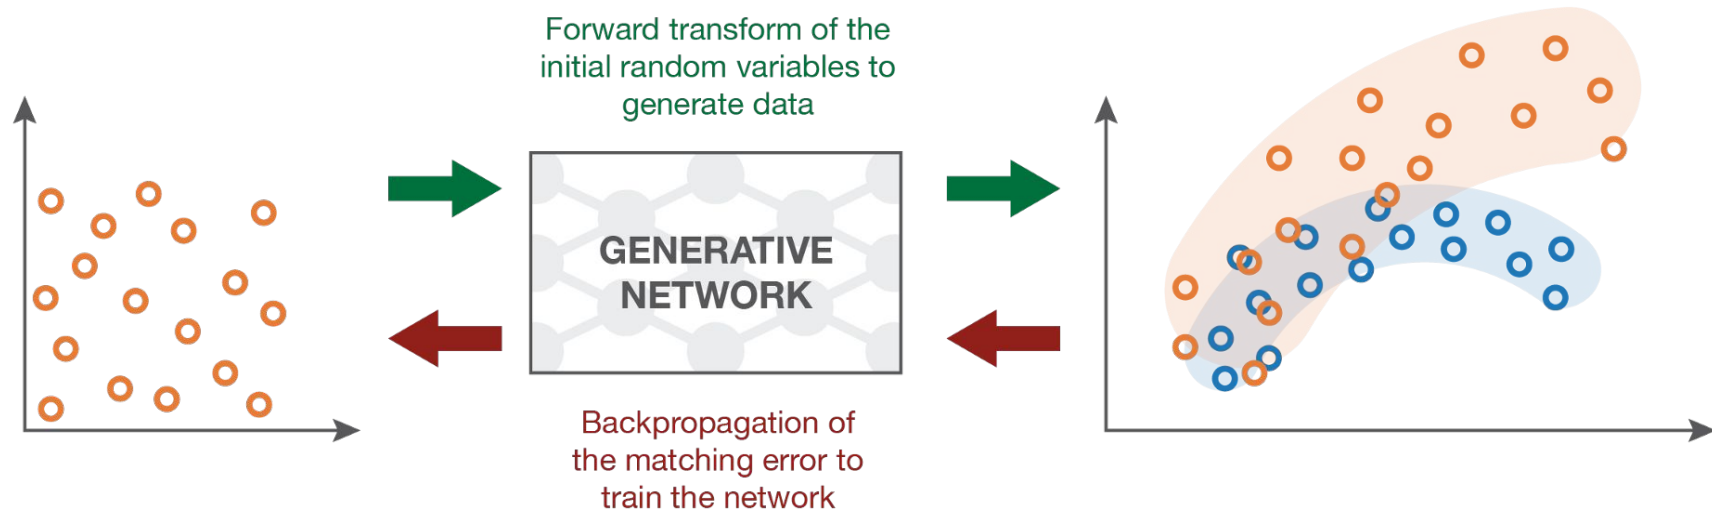 Forward transform of the
initial random variables to
generate data
GENERATIVE
NETWORK
Backpropagation of
the matching error to
train the network